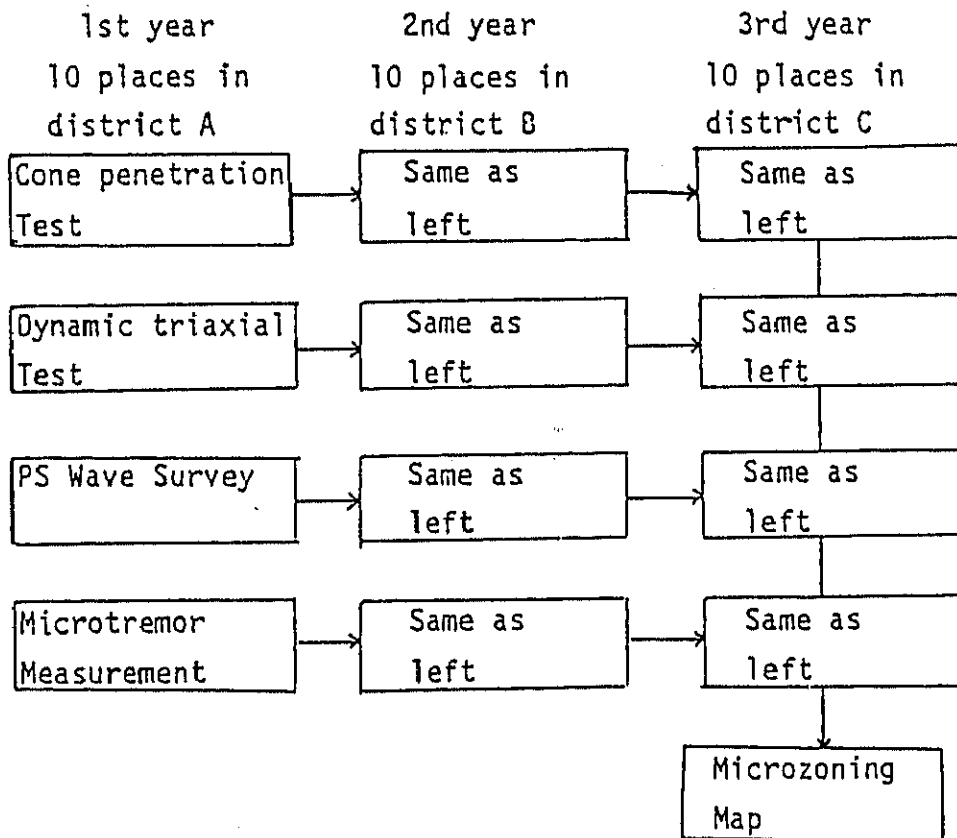 1st year
10 places in
district A
2nd year
10 places in
district B
3rd year
10 places in
district C
Cone penetration
Test
Same as
left
Same as
left
Dynamic triaxial
Test
Same as
left
Same as
left
PS Wave Survey
Same as
left
Same as
left
Microtremor
Measurement
Same as
left
Same as
left
Microzoning
Map